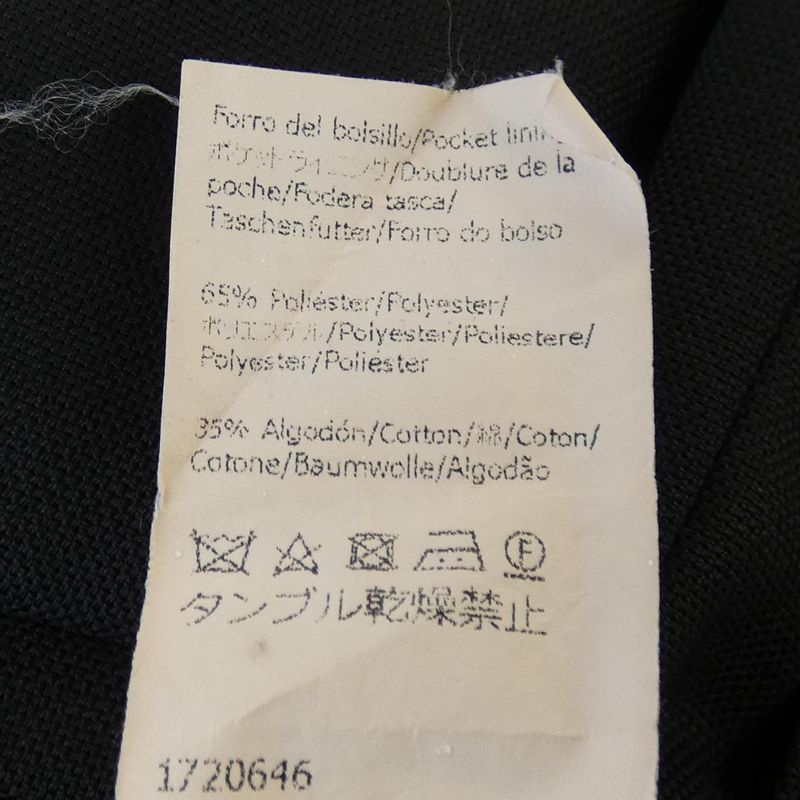 Forro del bolsillo/Pocket lining
ポケットライニング/Doublure de la
poche/Fodera tasca/
Taschenfutter/Forro do bolso
65% Poliéster/Polyester/
ポリエステル/Polyester/Poliestere/
Polyester/Poliéster
35% Algodón/Cotton/綿/Coton/
Cotone/Baumwolle/Algodão
F
タンブル乾燥禁止
1720646